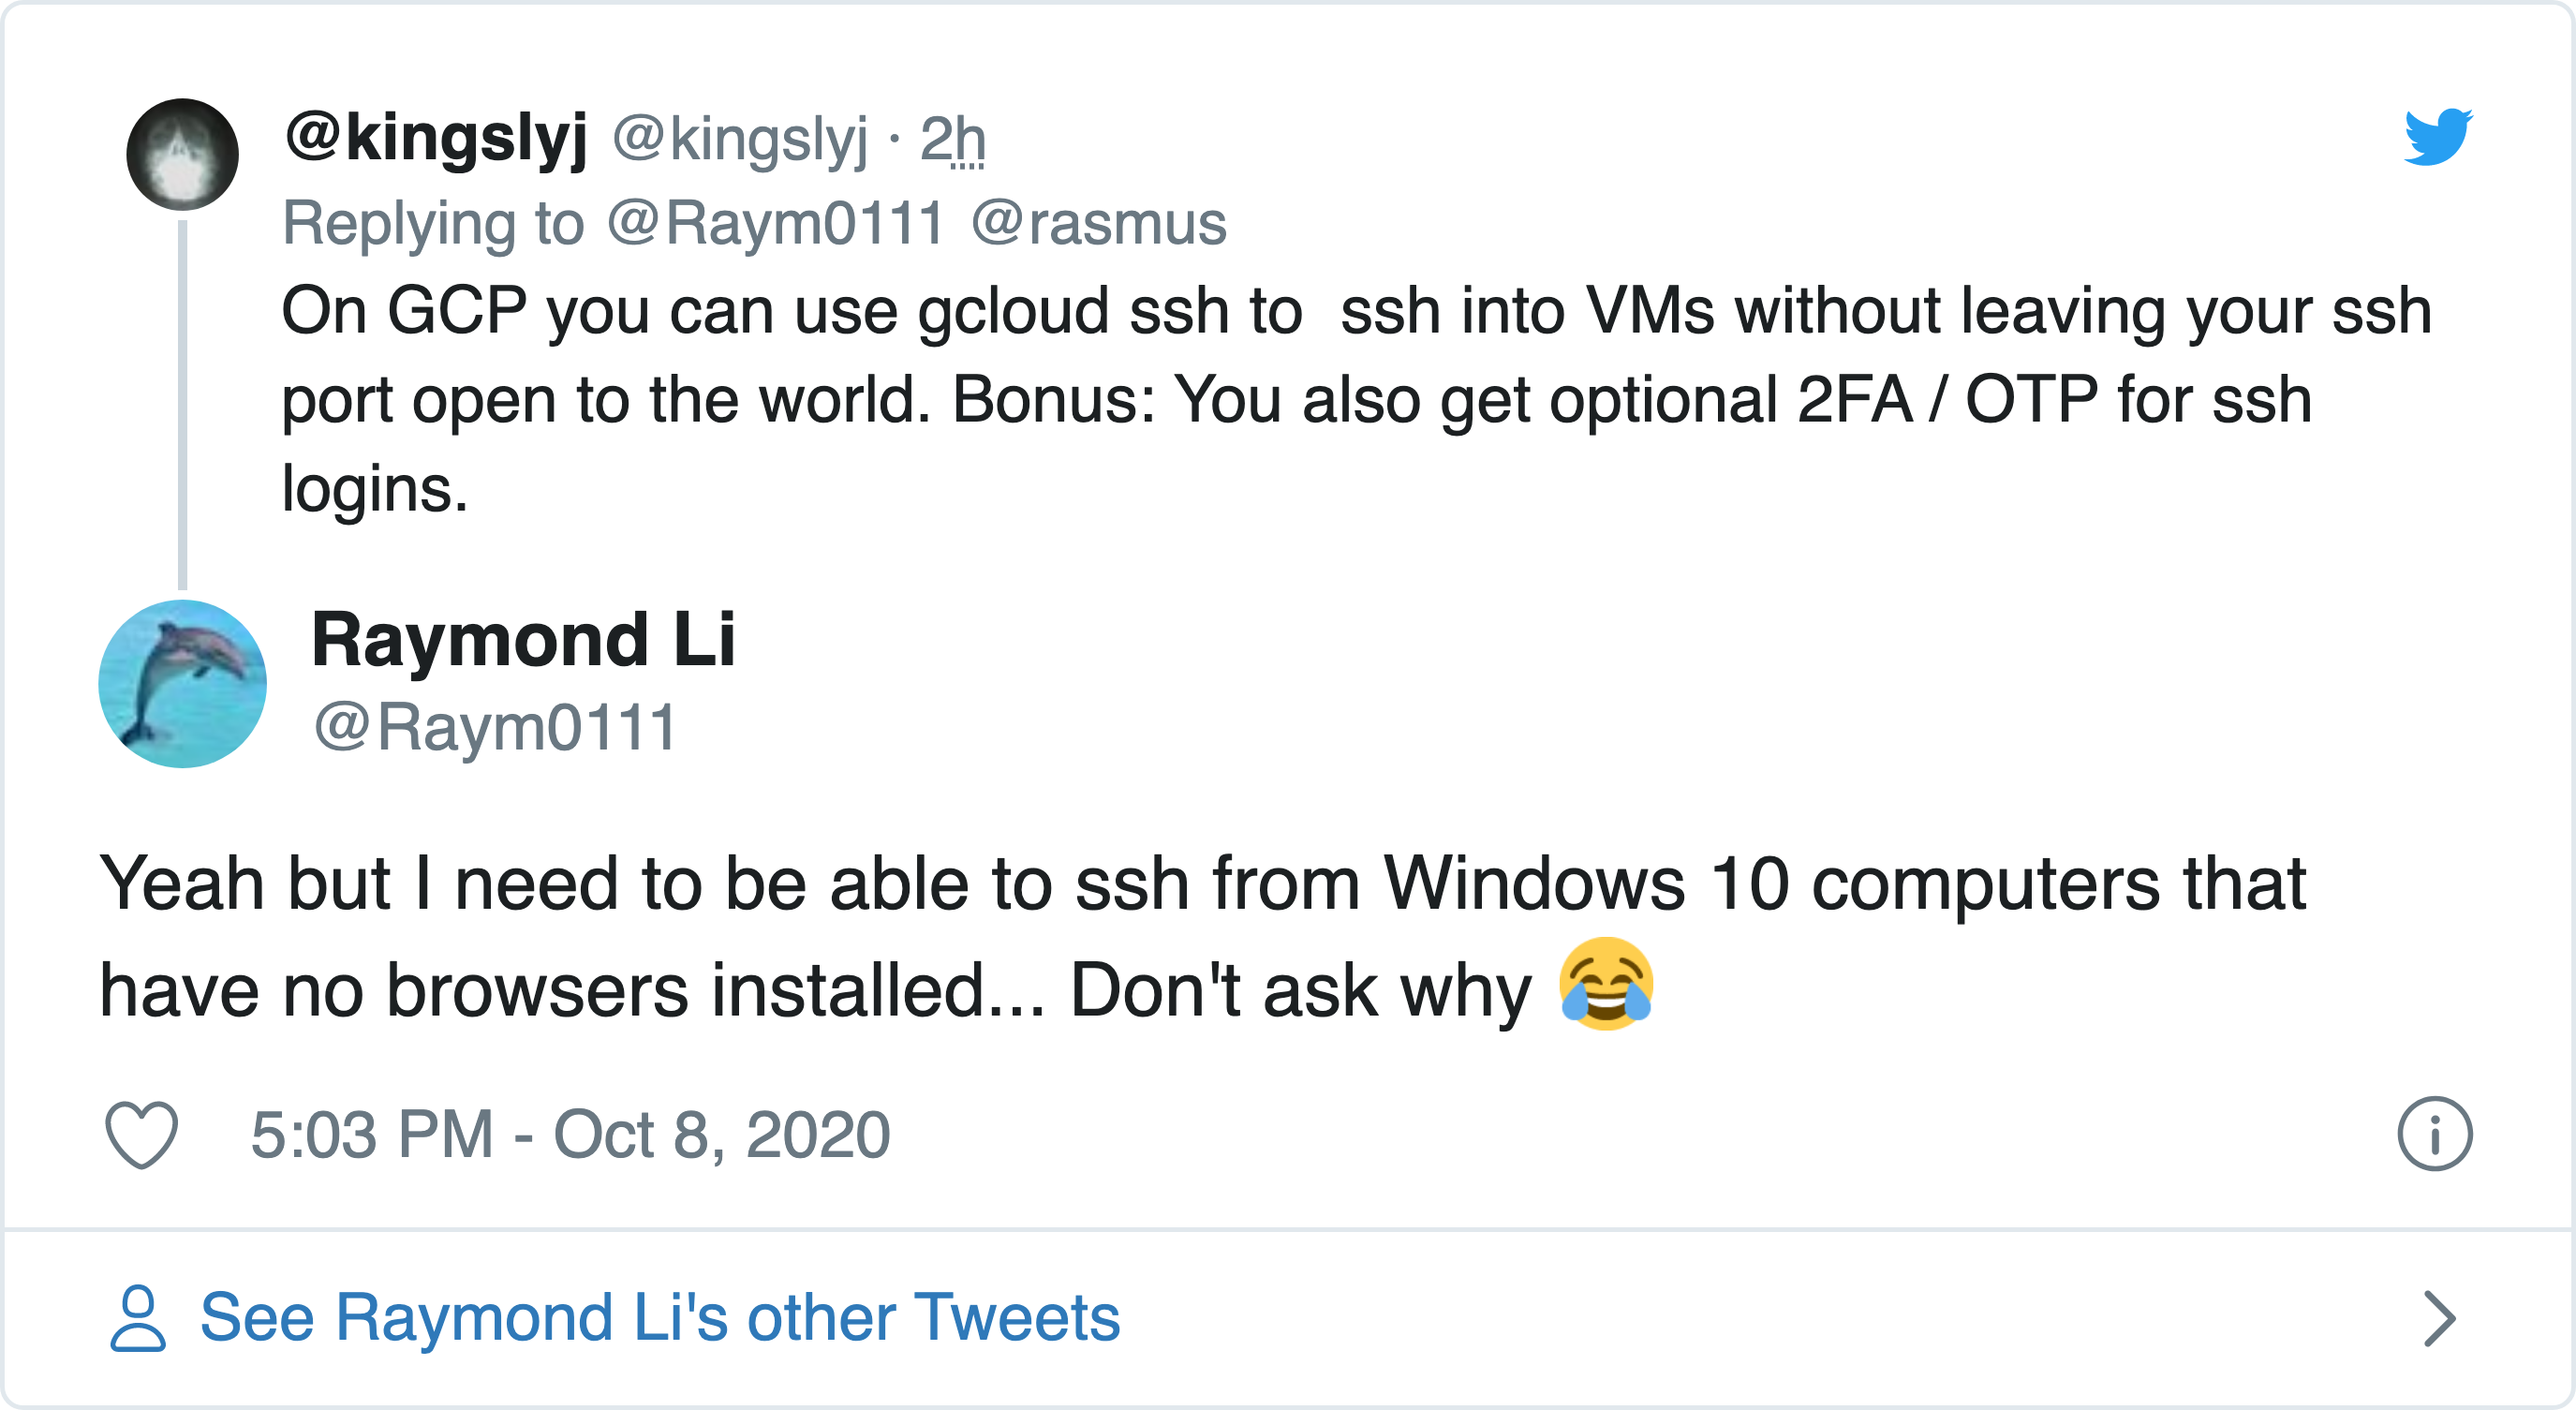 @kingslyj @kingslyj · 2h
Replying to @Raym0111 @rasmus
On GCP you can use gcloud ssh to  ssh into VMs without leaving your ssh
port open to the world. Bonus: You also get optional 2FA / OTP for ssh
logins.
Raymond Li
@Raym0111
Yeah but I need to be able to ssh from Windows 10 computers that
have no browsers installed... Don't ask why 😂
5:03 PM - Oct 8, 2020
See Raymond Li's other Tweets